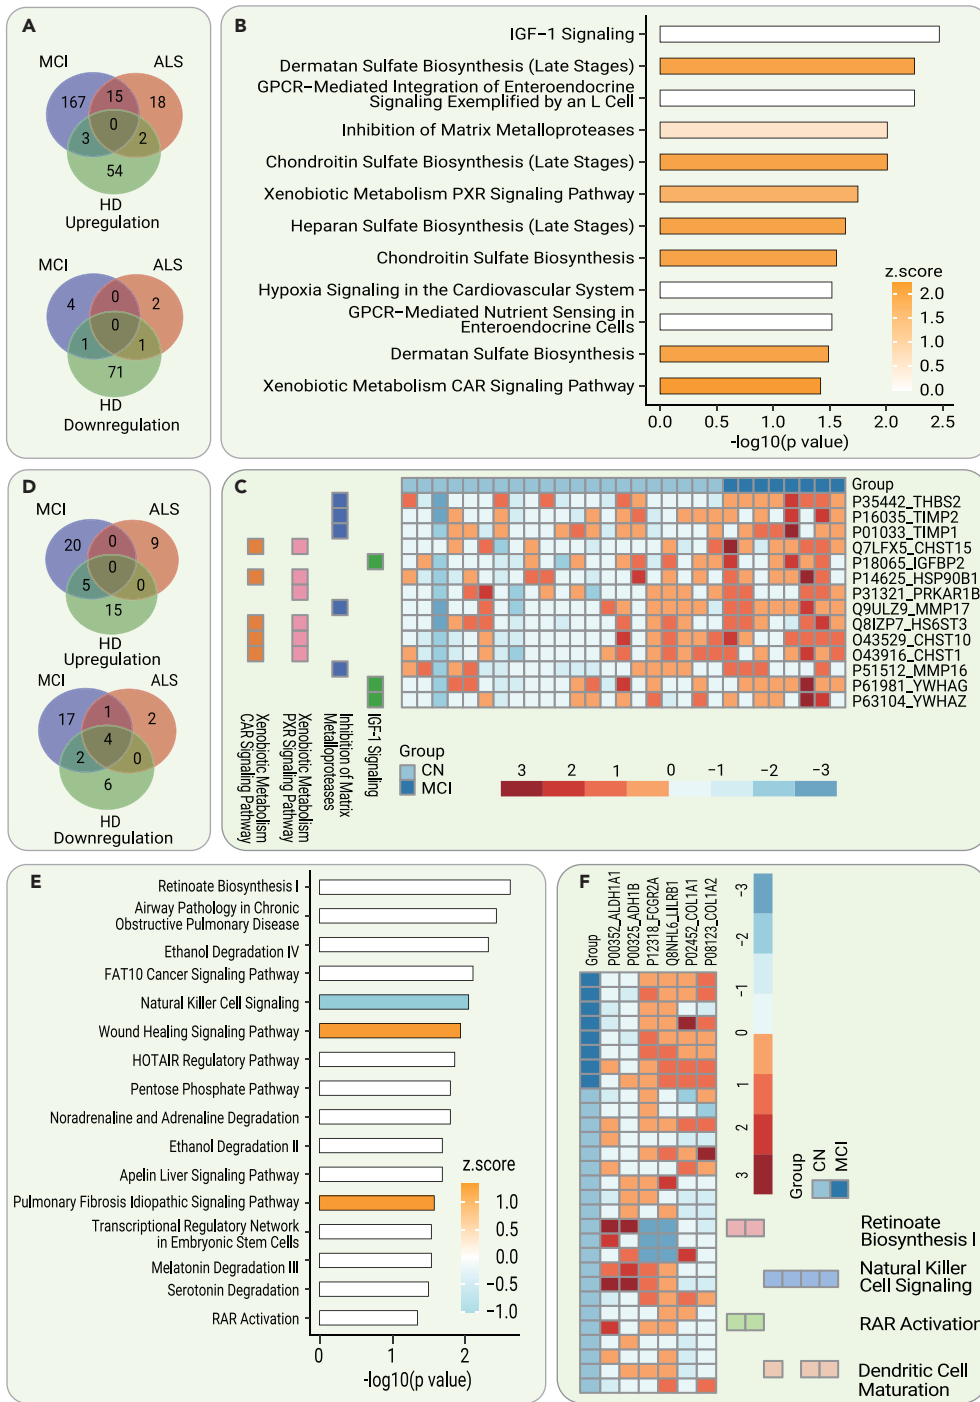 A
MCI
ALS
167
15
18
0
3
2
54
HD
Upregulation
MCI
ALS
4
0
2
0
1
1
71
HD
Downregulation
B
IGF-1 Signaling
Dermatan Sulfate Biosynthesis (Late Stages)
GPCR-Mediated Integration of Enteroendocrine
Signaling Exemplified by an L Cell
Inhibition of Matrix Metalloproteases
Chondroitin Sulfate Biosynthesis (Late Stages)
Xenobiotic Metabolism PXR Signaling Pathway
Heparan Sulfate Biosynthesis (Late Stages)
Chondroitin Sulfate Biosynthesis
Hypoxia Signaling in the Cardiovascular System
GPCR-Mediated Nutrient Sensing in
Enteroendocrine Cells
Dermatan Sulfate Biosynthesis
Xenobiotic Metabolism CAR Signaling Pathway
z.score
2.0
1.5
1.0
0.5
0.0
0.0 0.5 1.0 1.5 2.0 2.5
-log10(p value)
D
MCI
ALS
20
0
9
0
5
0
15
HD
Upregulation
MCI
ALS
17
1
2
4
2
0
6
HD
Downregulation
C
Group
P35442_THBS2
P16035_TIMP2
P01033_TIMP1
Q7LFX5_CHST15
P18065_IGFBP2
P14625_HSP90B1
P31321_PRKAR1B
Q9ULZ9_MMP17
Q8IZP7_HS6ST3
O43529_CHST10
O43916_CHST1
P51512_MMP16
P61981_YWHAG
P63104_YWHAZ
Xenobiotic Metabolism
CAR Signaling Pathway
Xenobiotic Metabolism
PXR Signaling Pathway
Inhibition of Matrix
Metalloproteases
IGF-1 Signaling
Group
CN
MCI
3 2 1 0 -1 -2 -3
E
Retinoate Biosynthesis I
Airway Pathology in Chronic
Obstructive Pulmonary Disease
Ethanol Degradation IV
FAT10 Cancer Signaling Pathway
Natural Killer Cell Signaling
Wound Healing Signaling Pathway
HOTAIR Regulatory Pathway
Pentose Phosphate Pathway
Noradrenaline and Adrenaline Degradation
Ethanol Degradation II
Apelin Liver Signaling Pathway
Pulmonary Fibrosis Idiopathic Signaling Pathway
Transcriptional Regulatory Network
in Embryonic Stem Cells
Melatonin Degradation III
Serotonin Degradation
RAR Activation
z.score
1.0
0.5
0.0
-0.5
-1.0
0 1 2
-log10(p value)
F
Group
P00352_ALDH1A1
P00325_ADH1B
P12318_FCGR2A
Q8NHL6_LILRB1
P02452_COL1A1
P08123_COL1A2
-3
-2
-1
0
1
2
3
Group
CN
MCI
Retinoate
Biosynthesis I
Natural Killer
Cell Signaling
RAR Activation
Dendritic Cell
Maturation